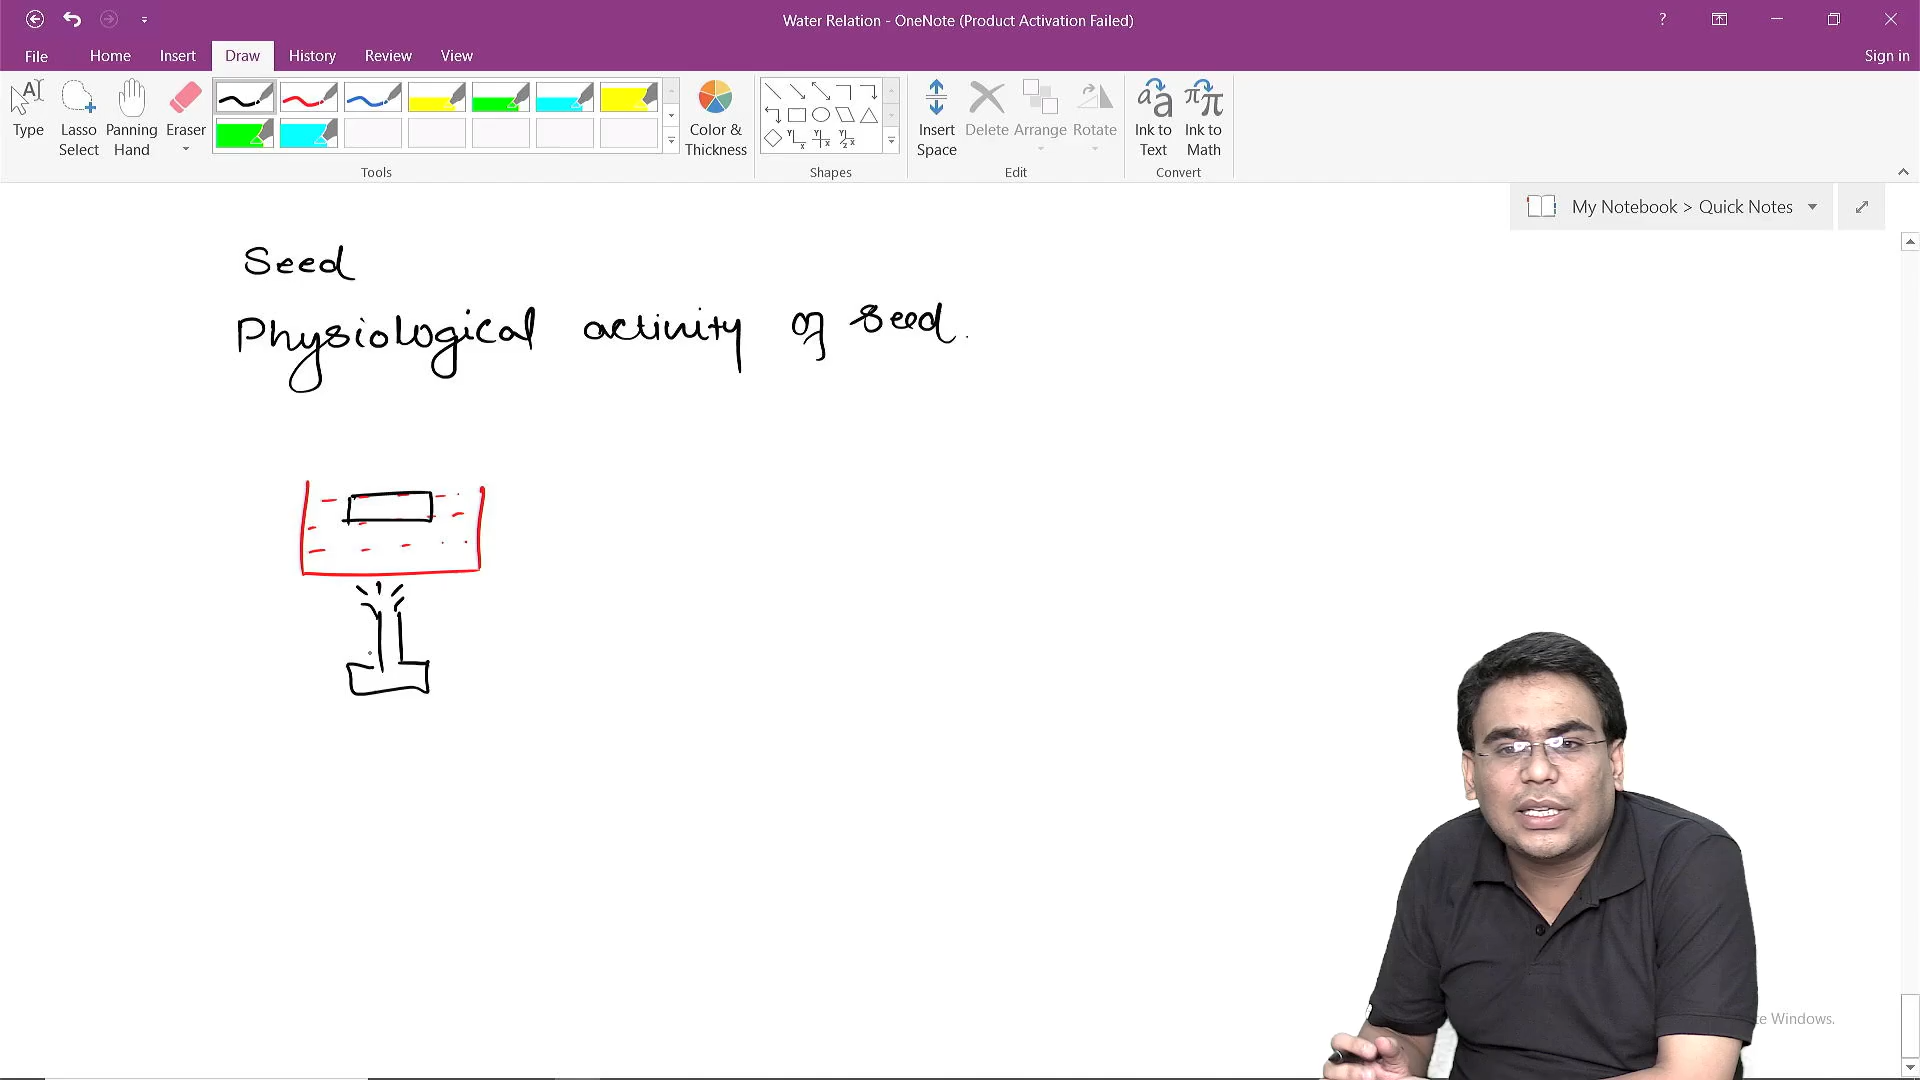 Water Relation - OneNote (Product Activation Failed)
?
File Home Insert Draw History Review View Sign in
Type
Lasso Select
Panning Hand
Eraser
Color & Thickness
Insert Space
Delete
Arrange
Rotate
Ink to Text
Ink to Math
Tools
Shapes
Edit
Convert
My Notebook > Quick Notes
Seed
Physiological activity of seed.
te Windows.